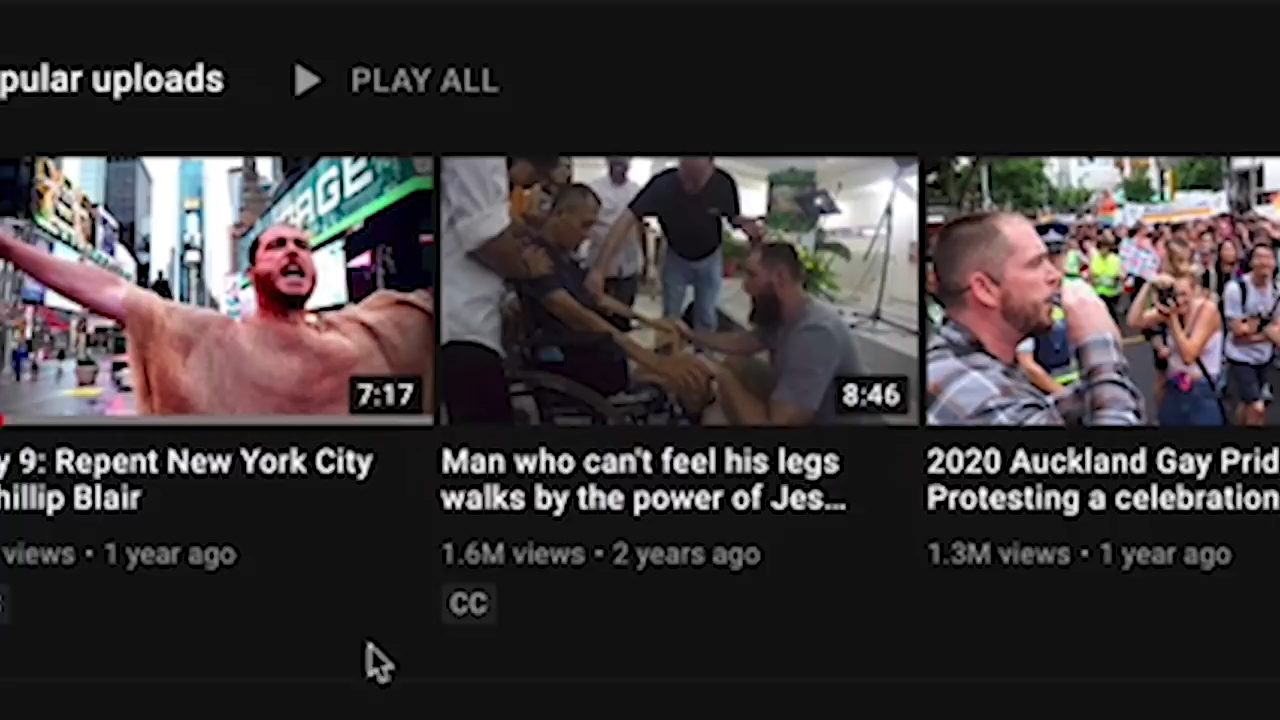 pular uploads
PLAY ALL
AGE
7:17
8:46
y 9: Repent New York City
hillip Blair
views • 1 year ago
Man who can't feel his legs
walks by the power of Jes...
1.6M views • 2 years ago
CC
2020 Auckland Gay Prid
Protesting a celebration
1.3M views • 1 year ago